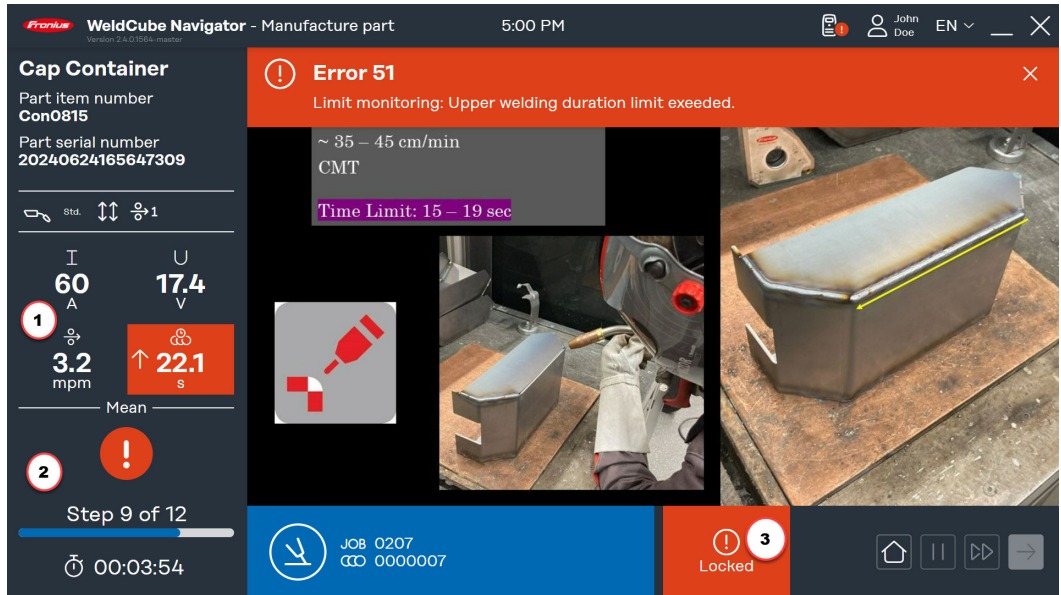 Fronius WeldCube Navigator - Manufacture part 5:00 PM John Doe EN
Version 2.4.0.1564-master
Cap Container
Part item number
Con0815
Part serial number
20240624165647309
Std. 1
I U
60 17.4
A V
1
3.2 22.1
mpm s
Mean
2
Step 9 of 12
00:03:54
Error 51
Limit monitoring: Upper welding duration limit exeeded.
~ 35 – 45 cm/min
CMT
Time Limit: 15 – 19 sec
JOB 0207
0000007
3
Locked